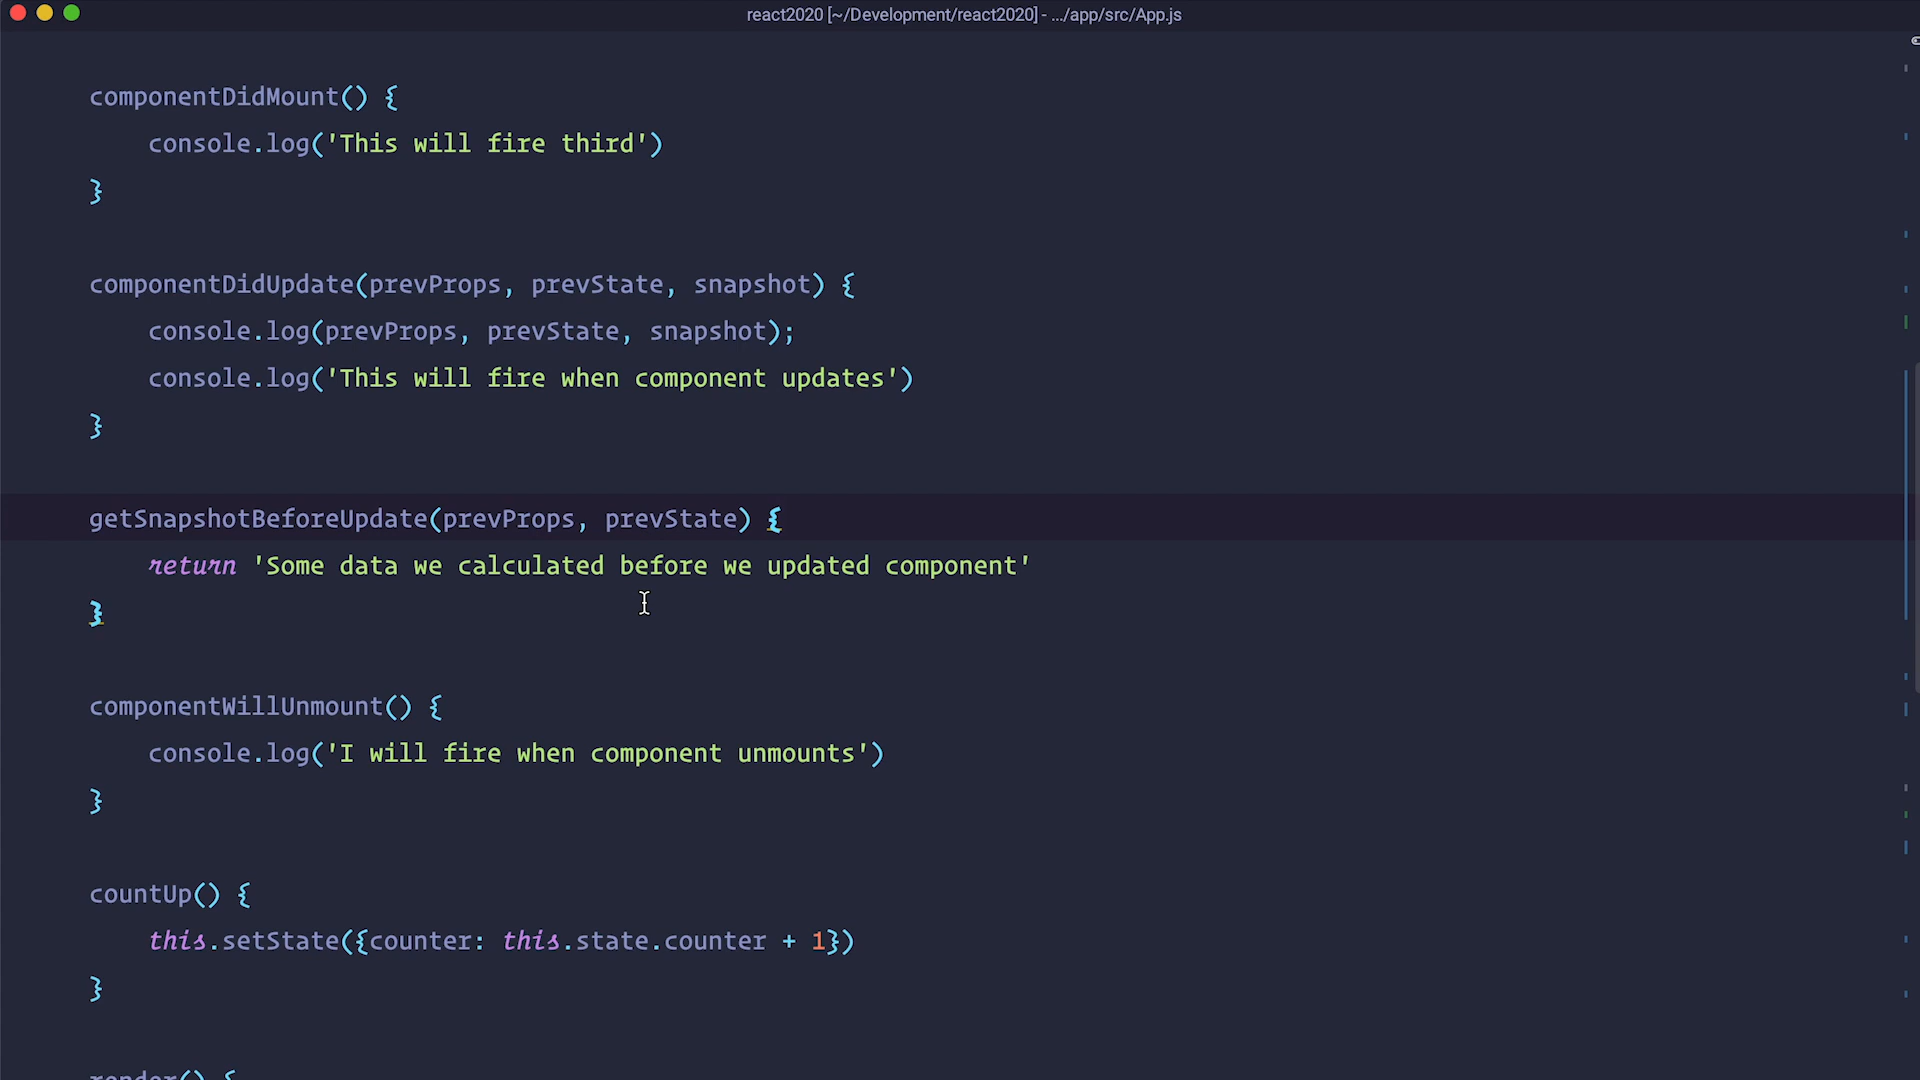 react2020 [~/Development/react2020] - .../app/src/App.js
componentDidMount() {
console.log('This will fire third')
}
componentDidUpdate(prevProps, prevState, snapshot) {
console.log(prevProps, prevState, snapshot);
console.log('This will fire when component updates')
}
getSnapshotBeforeUpdate(prevProps, prevState) {
return 'Some data we calculated before we updated component'
}
componentWillUnmount() {
console.log('I will fire when component unmounts')
}
countUp() {
this.setState({counter: this.state.counter + 1})
}
render() {